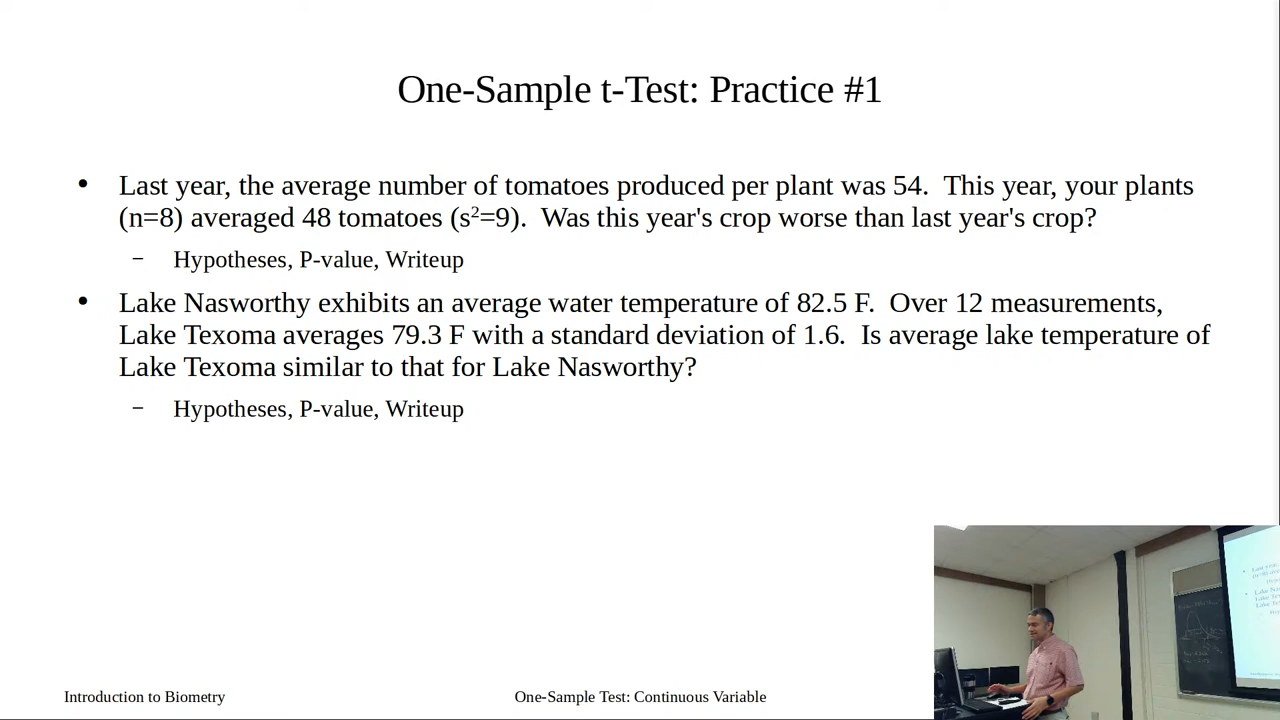 One-Sample t-Test: Practice #1
• Last year, the average number of tomatoes produced per plant was 54.  This year, your plants
(n=8) averaged 48 tomatoes (s²=9).  Was this year's crop worse than last year's crop?
– Hypotheses, P-value, Writeup
• Lake Nasworthy exhibits an average water temperature of 82.5 F.  Over 12 measurements,
Lake Texoma averages 79.3 F with a standard deviation of 1.6.  Is average lake temperature of
Lake Texoma similar to that for Lake Nasworthy?
– Hypotheses, P-value, Writeup
Introduction to Biometry
One-Sample Test: Continuous Variable